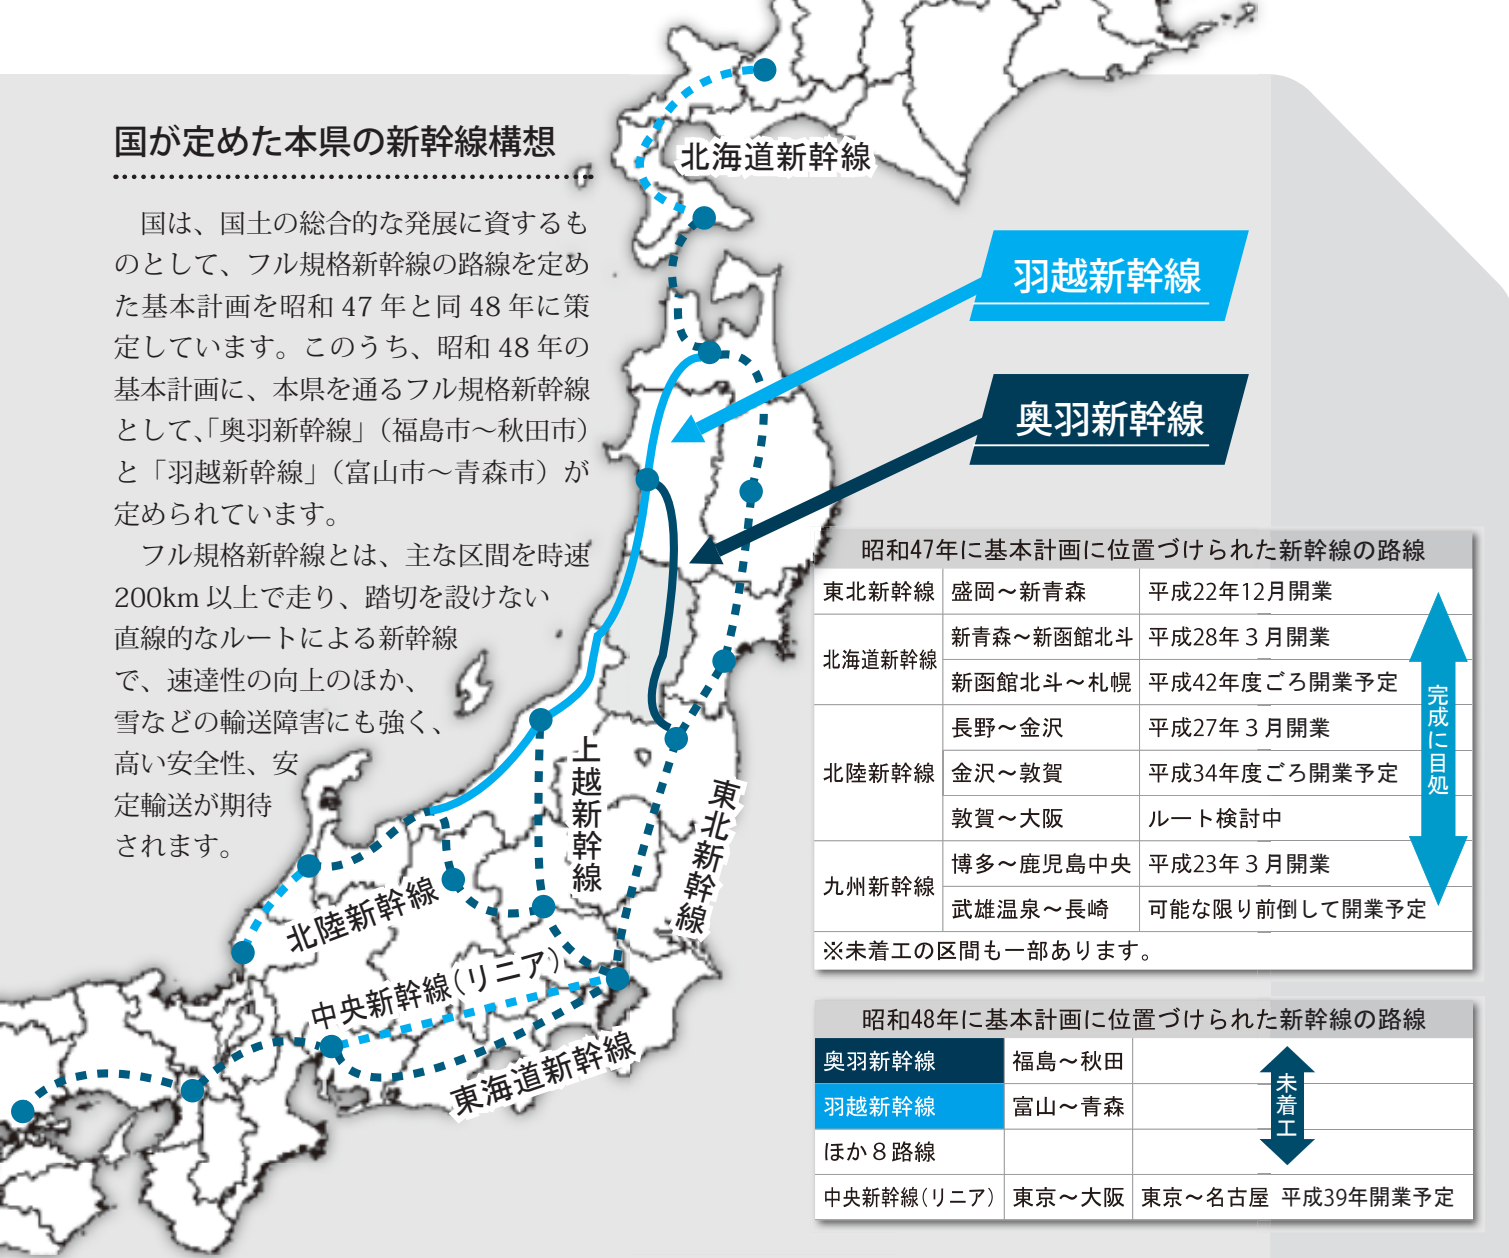 国が定めた本県の新幹線構想
国は、国土の総合的な発展に資するも
のとして、フル規格新幹線の路線を定め
た基本計画を昭和 47 年と同 48 年に策
定しています。このうち、昭和 48 年の
基本計画に、本県を通るフル規格新幹線
として、「奥羽新幹線」（福島市～秋田市）
と「羽越新幹線」（富山市～青森市）が
定められています。
フル規格新幹線とは、主な区間を時速
200km 以上で走り、踏切を設けない
直線的なルートによる新幹線
で、速達性の向上のほか、
雪などの輸送障害にも強く、
高い安全性、安
定輸送が期待
されます。
北海道新幹線
羽越新幹線
奥羽新幹線
上越新幹線
東北新幹線
北陸新幹線
中央新幹線（リニア）
東海道新幹線
昭和47年に基本計画に位置づけられた新幹線の路線
東北新幹線 盛岡～新青森 平成22年12月開業
北海道新幹線 新青森～新函館北斗 平成28年３月開業
新函館北斗～札幌 平成42年度ごろ開業予定
北陸新幹線 長野～金沢 平成27年３月開業
金沢～敦賀 平成34年度ごろ開業予定
敦賀～大阪 ルート検討中
九州新幹線 博多～鹿児島中央 平成23年３月開業
武雄温泉～長崎 可能な限り前倒して開業予定
完成に目処
※未着工の区間も一部あります。
昭和48年に基本計画に位置づけられた新幹線の路線
奥羽新幹線 福島～秋田
羽越新幹線 富山～青森
ほか８路線
未着工
中央新幹線（リニア） 東京～大阪 東京～名古屋 平成39年開業予定